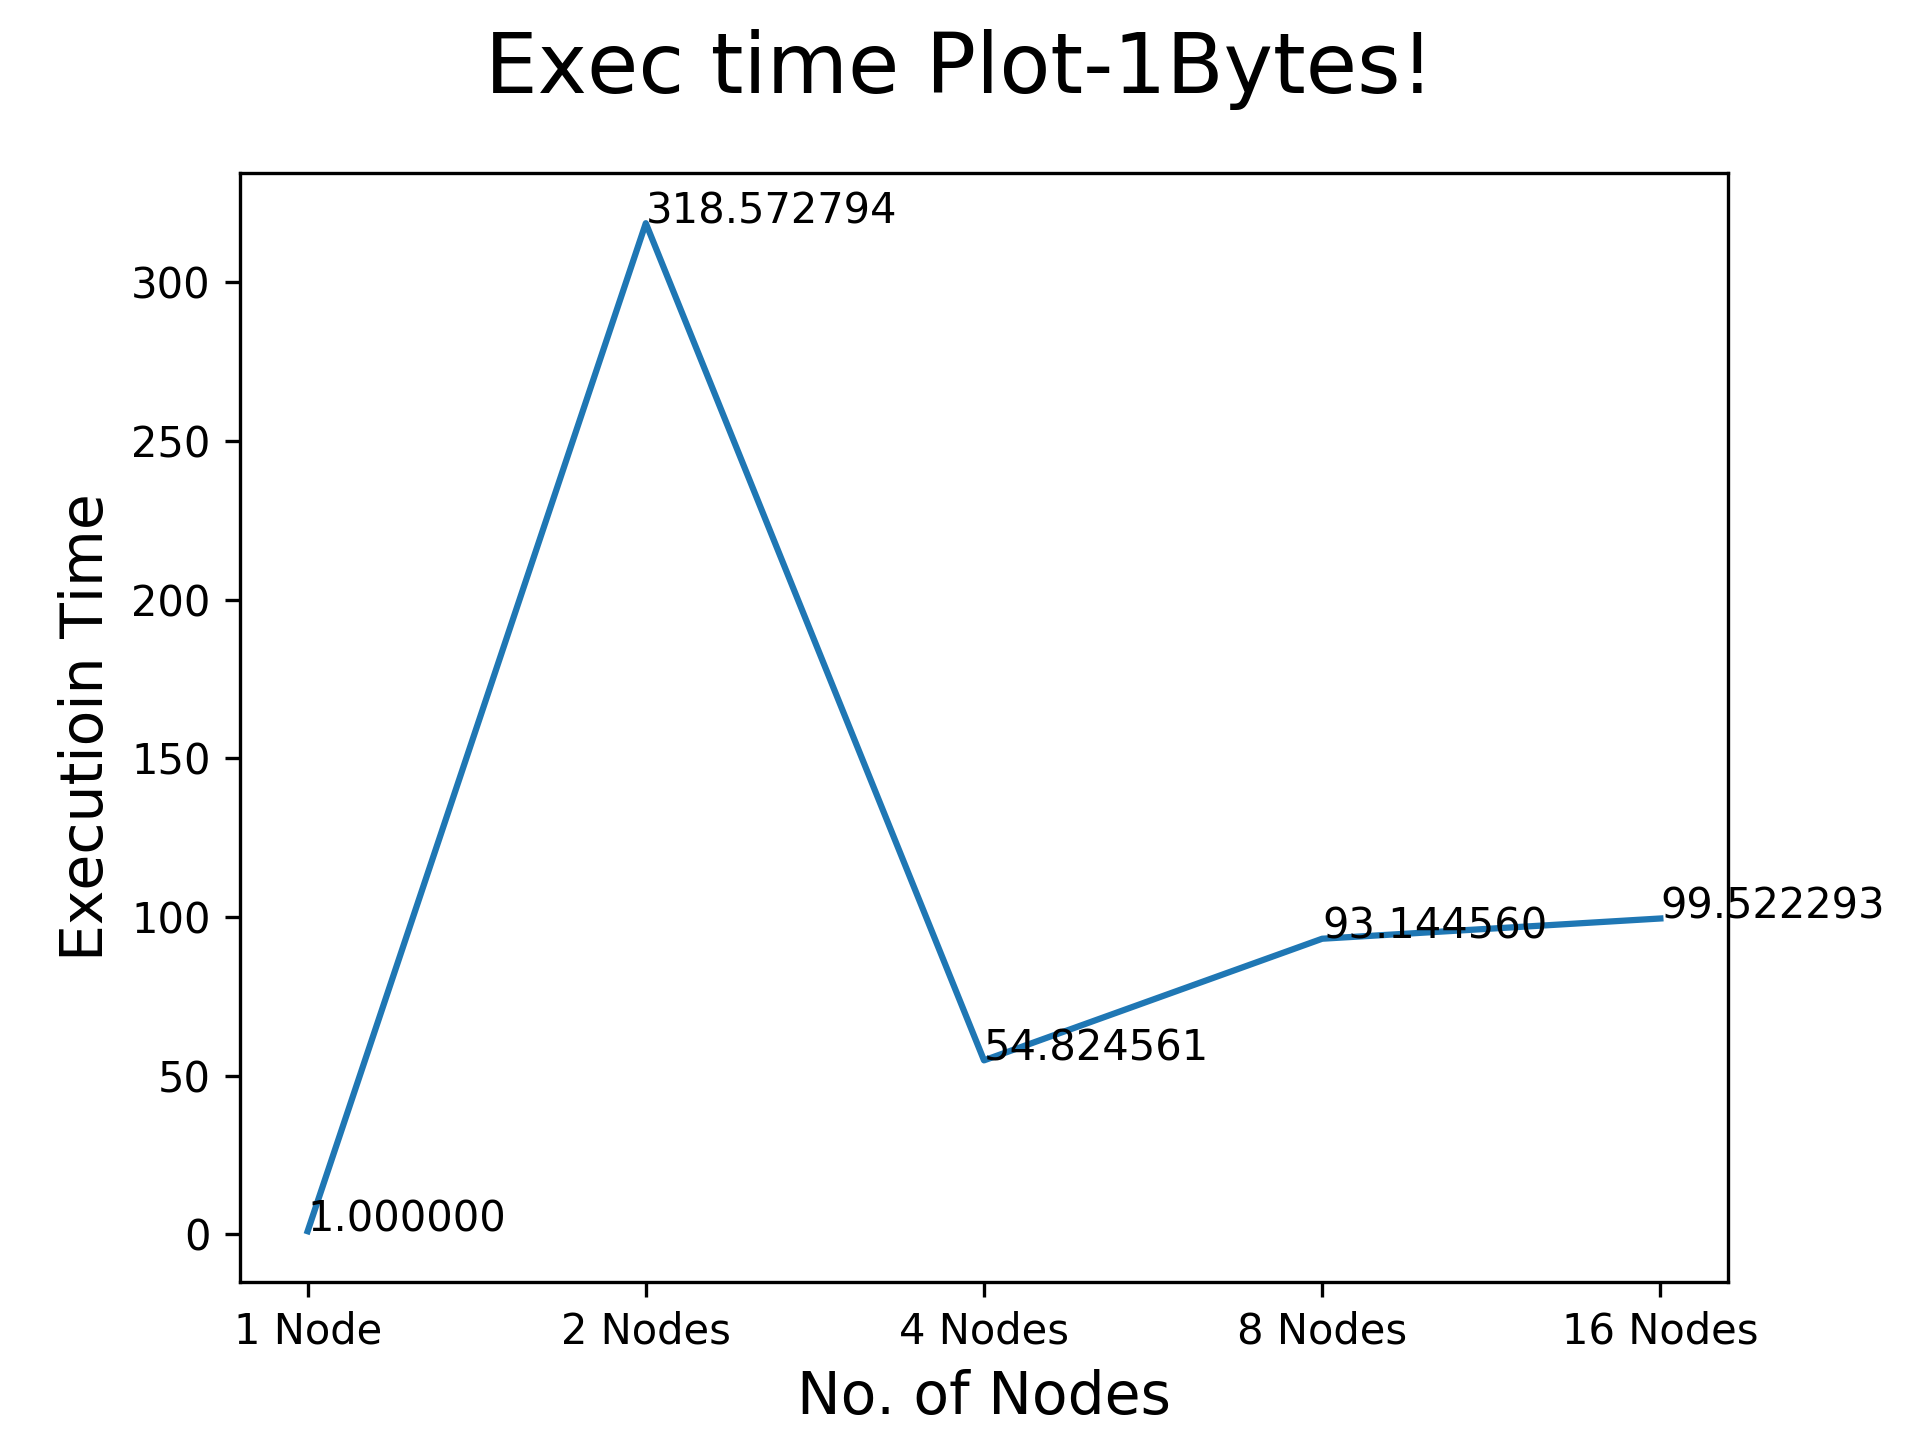 Exec time Plot-1Bytes!
318.572794
300
250
200
150
100
50
0
Executioin Time
99.522293
93.144560
54.824561
1.000000
1 Node
2 Nodes
4 Nodes
8 Nodes
16 Nodes
No. of Nodes